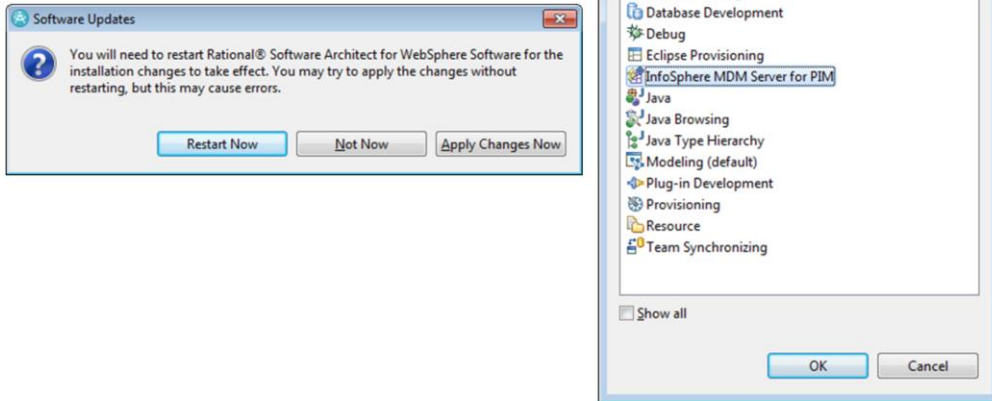 Software Updates
You will need to restart Rational® Software Architect for WebSphere Software for the
installation changes to take effect. You may try to apply the changes without
restarting, but this may cause errors.
Restart Now
Not Now
Apply Changes Now
Database Development
Debug
Eclipse Provisioning
InfoSphere MDM Server for PIM
Java
Java Browsing
Java Type Hierarchy
Modeling (default)
Plug-in Development
Provisioning
Resource
Team Synchronizing
Show all
OK
Cancel